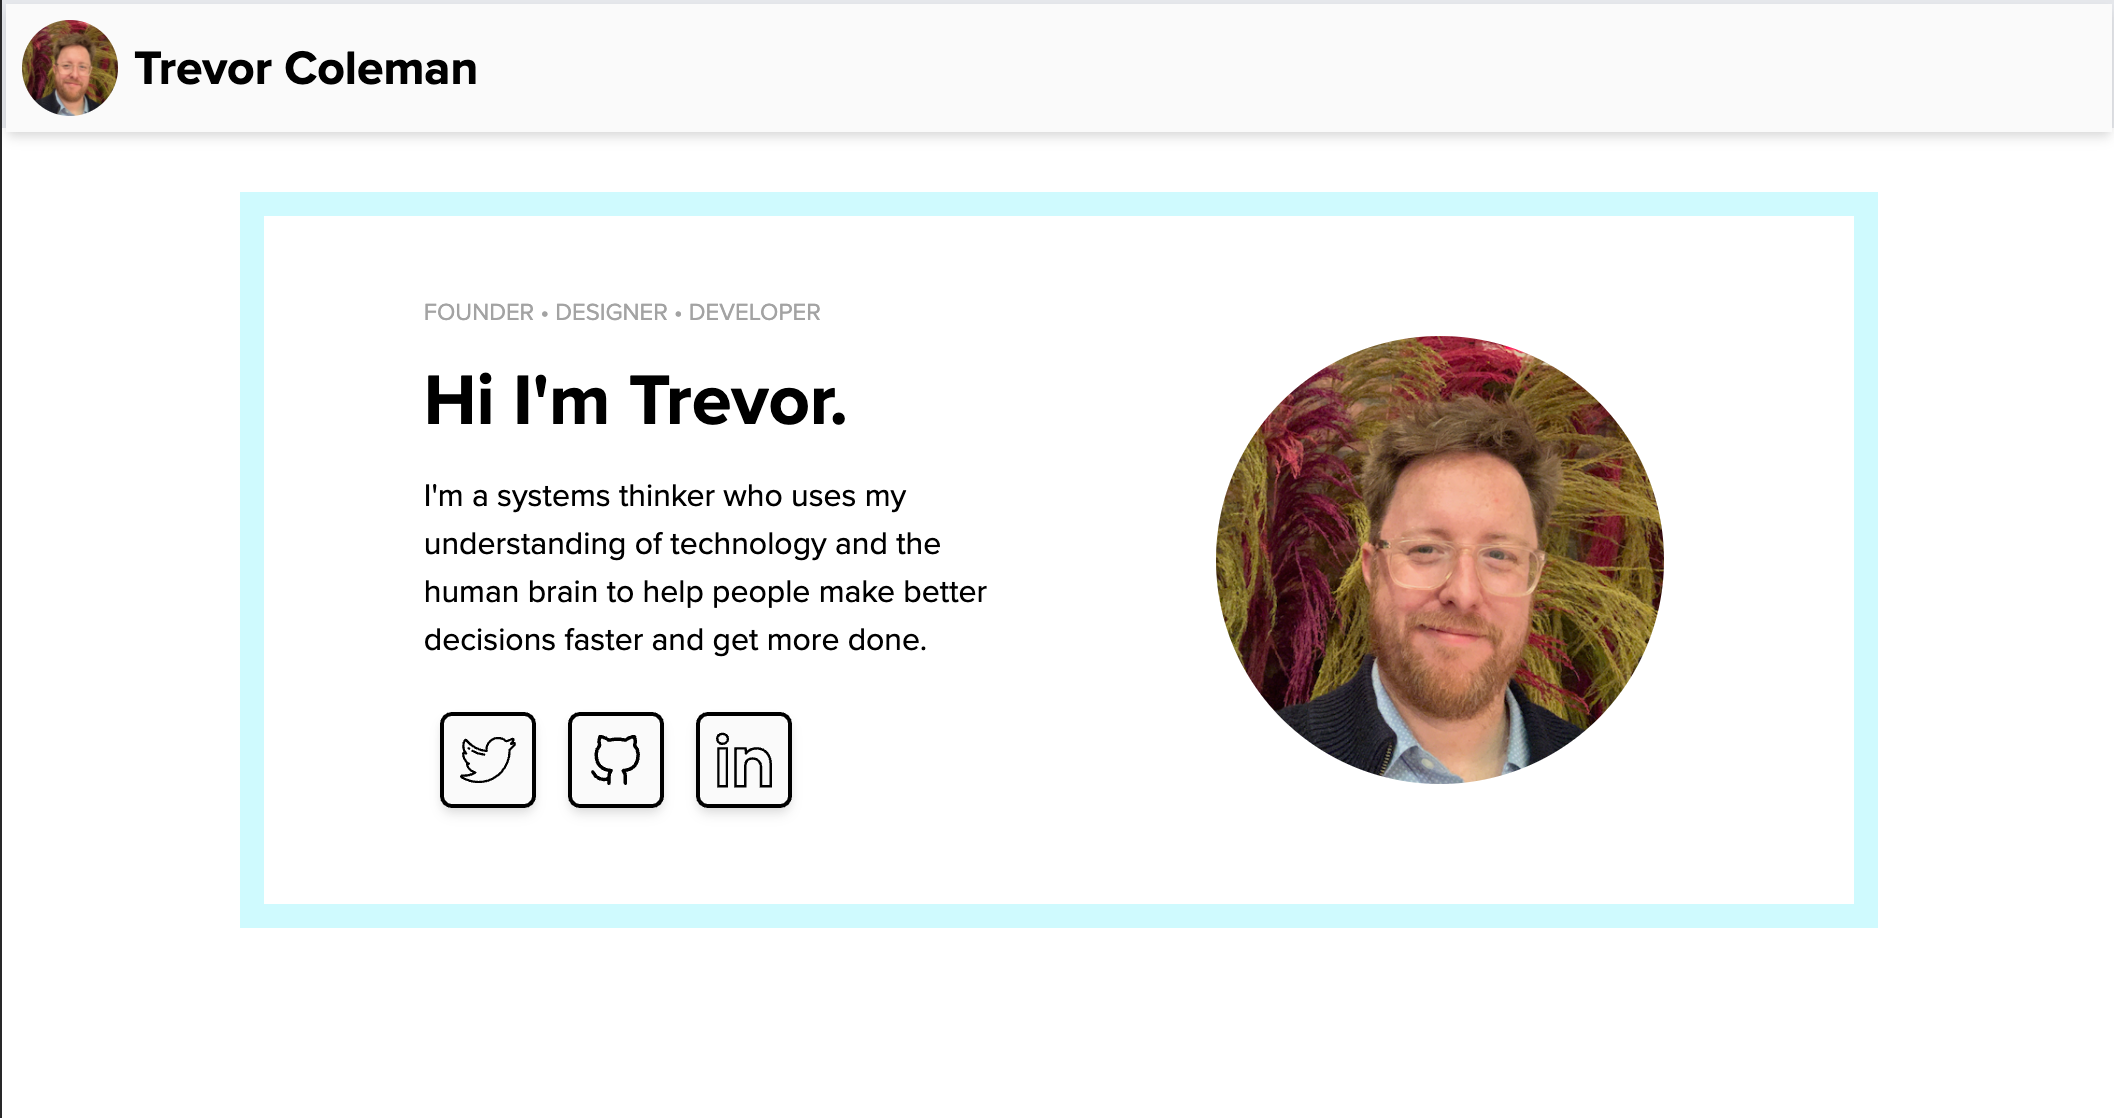 Trevor Coleman
FOUNDER • DESIGNER • DEVELOPER
Hi I'm Trevor.
I'm a systems thinker who uses my
understanding of technology and the
human brain to help people make better
decisions faster and get more done.
in